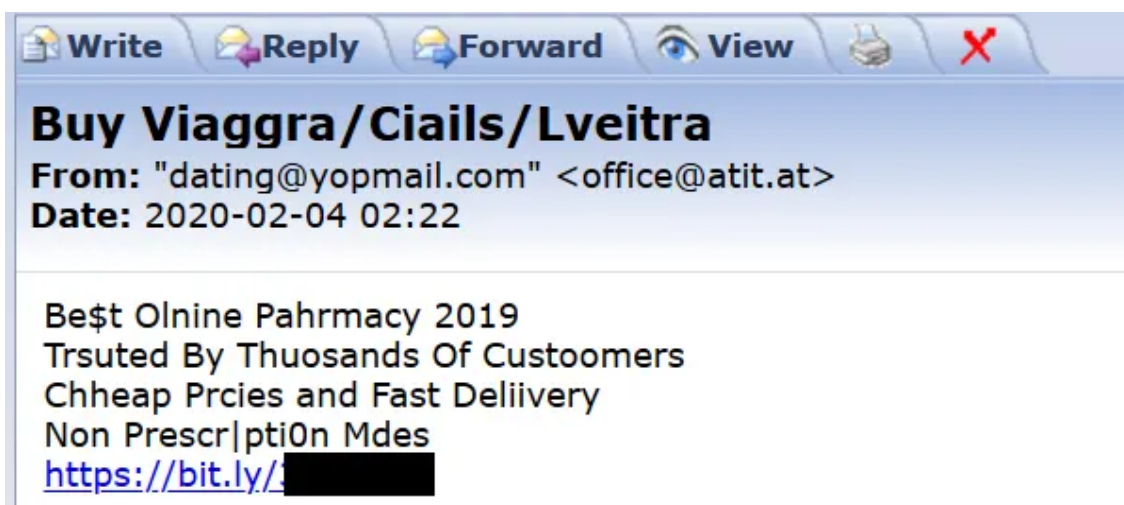 Write Reply Forward View
Buy Viaggra/Ciails/Lveitra
From: "dating@yopmail.com" <office@atit.at>
Date: 2020-02-04 02:22
Be$t Olnine Pahrmacy 2019
Trsuted By Thuosands Of Custoomers
Chheap Prcies and Fast Deliivery
Non Prescr|pti0n Mdes
https://bit.ly/